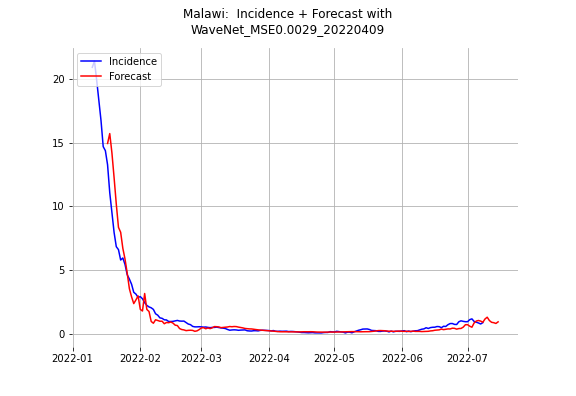 Malawi:  Incidence + Forecast with
WaveNet_MSE0.0029_20220409
Incidence
Forecast
20
15
10
5
0
2022-01 2022-02 2022-03 2022-04 2022-05 2022-06 2022-07